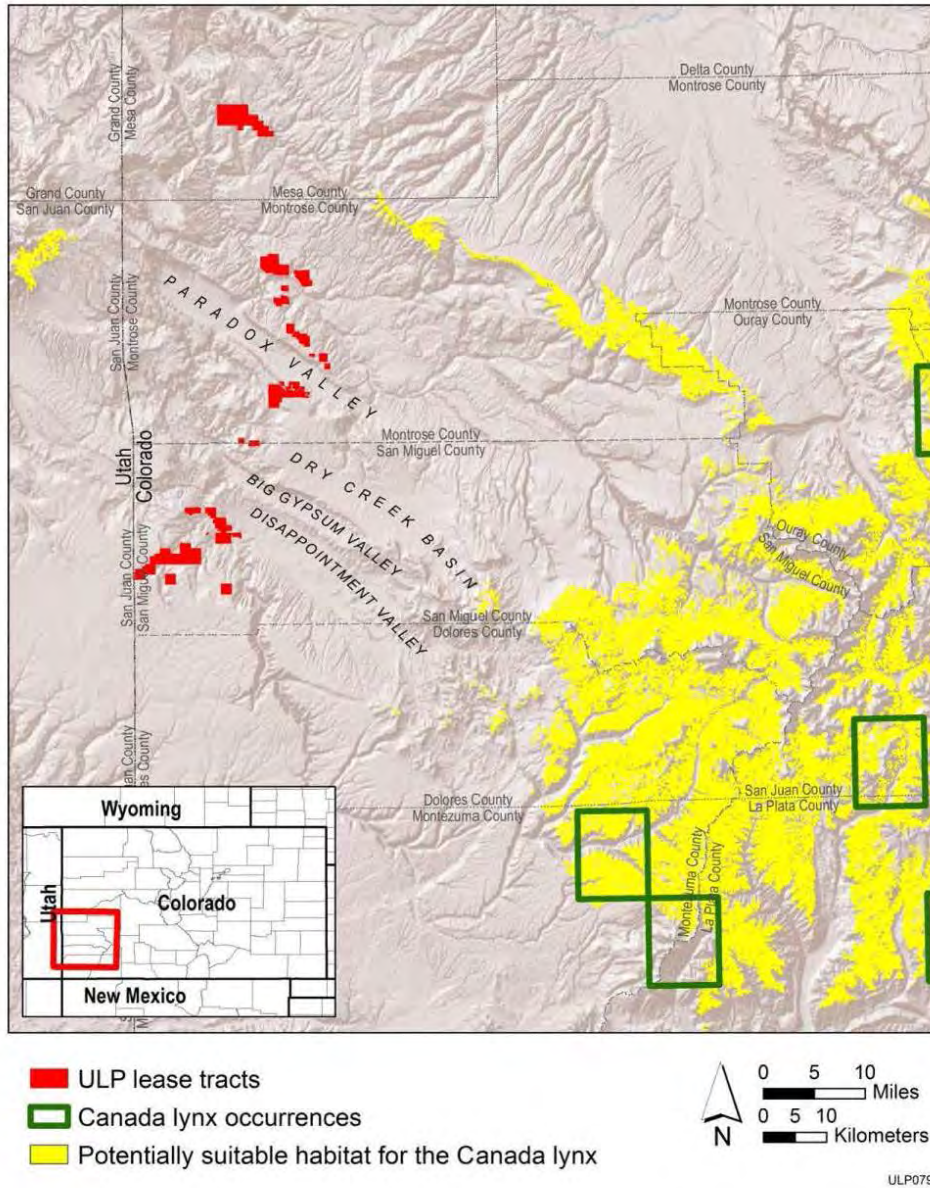 Delta County
Montrose County
Grand County
Mesa County
Grand County
San Juan County
Mesa County
Montrose County
San Juan County
Montrose County
PARADOX VALLEY
Montrose County
Ouray County
Utah
Colorado
Montrose County
San Miguel County
DRY CREEK BASIN
BIG GYPSUM VALLEY
DISAPPOINTMENT VALLEY
Ouray County
San Miguel County
San Juan County
San Miguel County
San Miguel County
Dolores County
San Juan County
La Plata County
Dolores County
Montezuma County
Montezuma County
La Plata County
Wyoming
Utah
Colorado
New Mexico
ULP lease tracts
Canada lynx occurrences
Potentially suitable habitat for the Canada lynx
N
0 5 10
Miles
0 5 10
Kilometers
ULP079